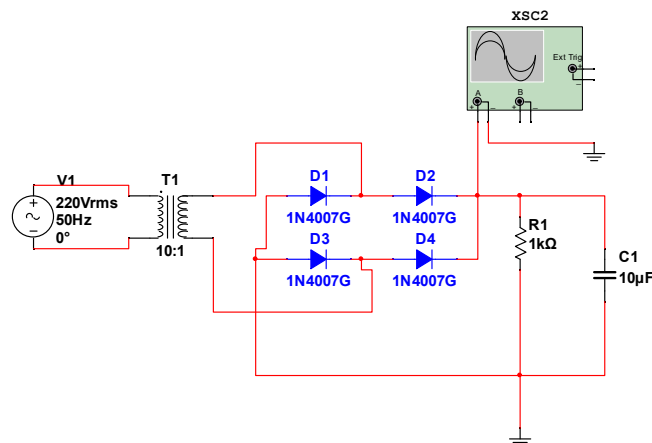 XSC2
Ext Trig
+
−
A
B
+ − + −
V1
220Vrms
50Hz
0°
+
−
T1
10:1
D1
1N4007G
D2
1N4007G
D3
1N4007G
D4
1N4007G
R1
1kΩ
C1
10µF